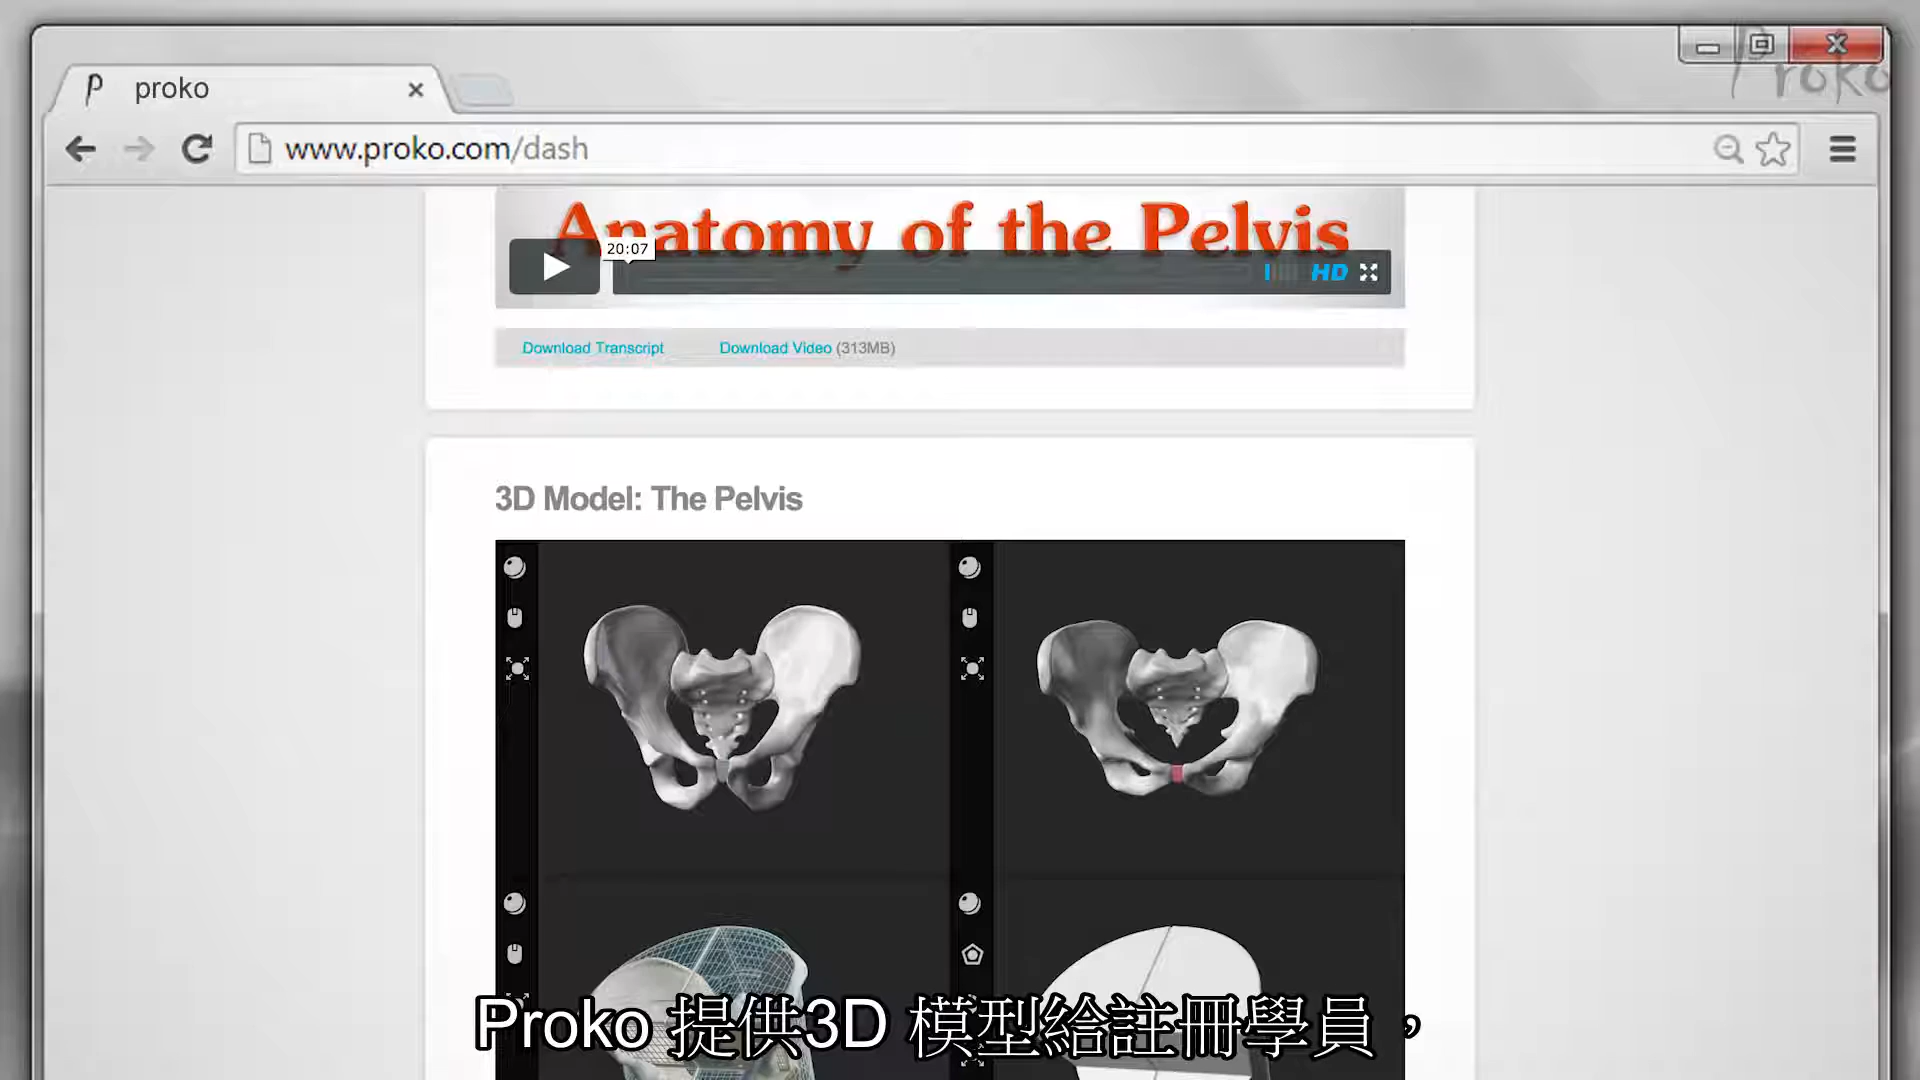 Proko
proko
www.proko.com/dash
Anatomy of the Pelvis
20:07
HD
Download Transcript Download Video (313MB)
3D Model: The Pelvis
Proko 提供3D 模型給註冊學員，